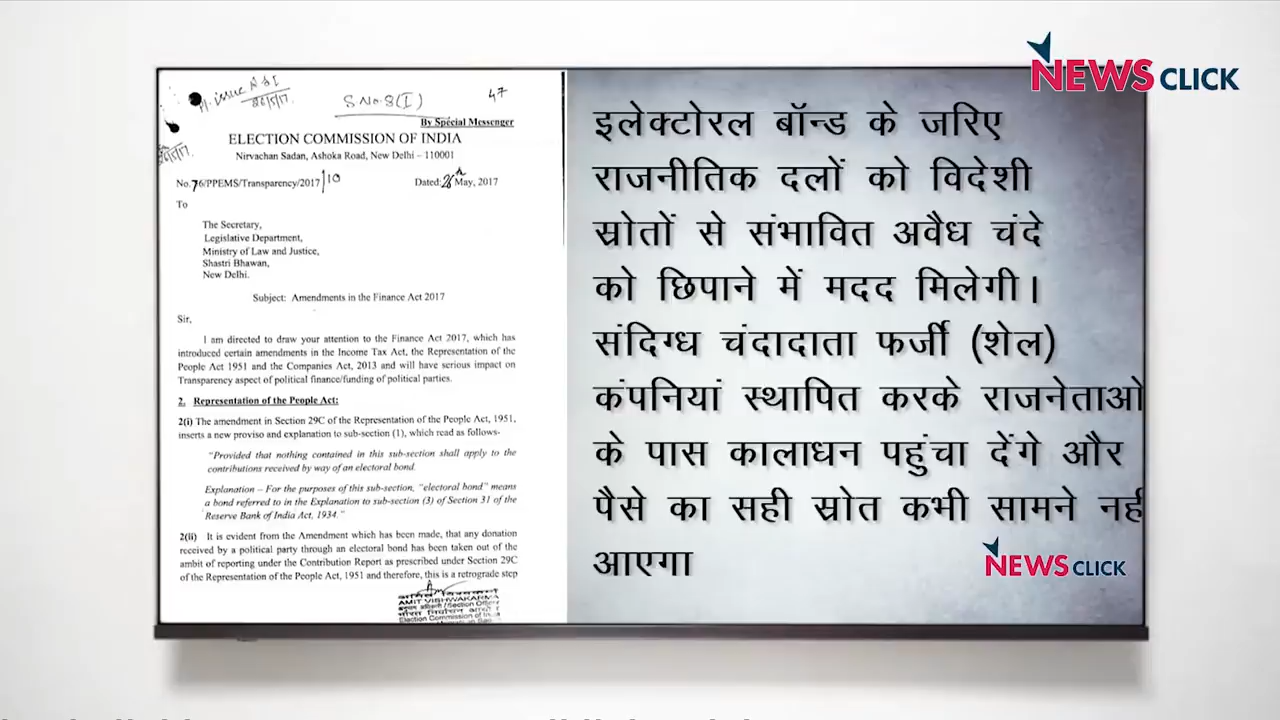 NEWS CLICK
S.No.8(I)
47
By Special Messenger
ELECTION COMMISSION OF INDIA
Nirvachan Sadan, Ashoka Road, New Delhi – 110001
No.76/PPEMS/Transparency/2017/10 Dated: 26 May, 2017
To
The Secretary,
Legislative Department,
Ministry of Law and Justice,
Shastri Bhawan,
New Delhi.
Subject: Amendments in the Finance Act 2017
Sir,
I am directed to draw your attention to the Finance Act 2017, which has
introduced certain amendments in the Income Tax Act, the Representation of the
People Act 1951 and the Companies Act, 2013 and will have serious impact on
Transparency aspect of political finance/funding of political parties.
2. Representation of the People Act:
2(i) The amendment in Section 29C of the Representation of the People Act, 1951,
inserts a new proviso and explanation to sub-section (1), which read as follows-
"Provided that nothing contained in this sub-section shall apply to the
contributions received by way of an electoral bond.
Explanation – For the purposes of this sub-section, "electoral bond" means
a bond referred to in the Explanation to sub-section (3) of Section 31 of the
Reserve Bank of India Act, 1934."
2(ii) It is evident from the Amendment which has been made, that any donation
received by a political party through an electoral bond has been taken out of the
ambit of reporting under the Contribution Report as prescribed under Section 29C
of the Representation of the People Act, 1951 and therefore, this is a retrograde step
AMIT VISHWAKARMA
Election Commission of India
इलेक्टोरल बॉन्ड के जरिए
राजनीतिक दलों को विदेशी
स्रोतों से संभावित अवैध चंदे
को छिपाने में मदद मिलेगी।
संदिग्ध चंदादाता फर्जी (शेल)
कंपनियां स्थापित करके राजनेताओ
के पास कालाधन पहुंचा देंगे और
पैसे का सही स्रोत कभी सामने नही
आएगा
NEWS CLICK